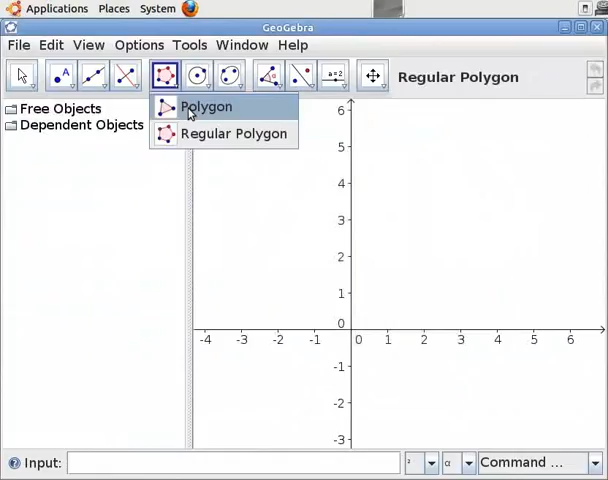 Applications Places System
GeoGebra
File Edit View Options Tools Window Help
A a=2 Regular Polygon
Free Objects
Dependent Objects
Polygon
Regular Polygon
6
5
4
3
2
1
0
-4 -3 -2 -1 0 1 2 3 4 5 6
-1
-2
-3
Input: ² α Command ...